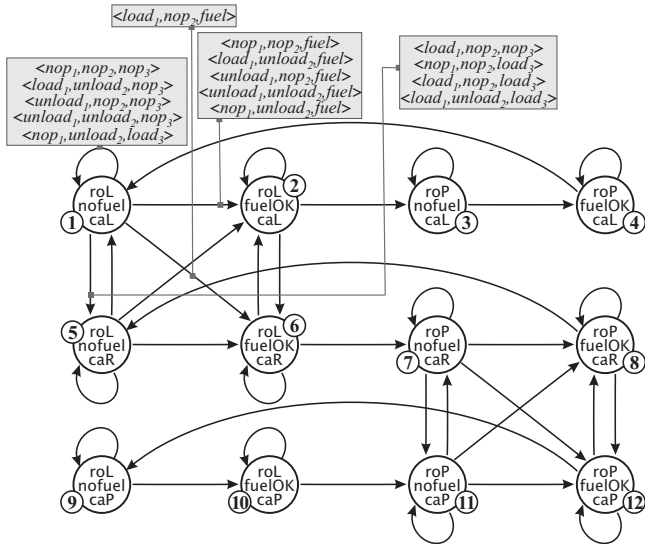 <load₁,nop₂,fuel>
<nop₁,nop₂,nop₃>
<load₁,unload₂,nop₃>
<unload₁,nop₂,nop₃>
<unload₁,unload₂,nop₃>
<nop₁,unload₂,load₃>
<nop₁,nop₂,fuel>
<load₁,unload₂,fuel>
<unload₁,nop₂,fuel>
<unload₁,unload₂,fuel>
<nop₁,unload₂,fuel>
<load₁,nop₂,nop₃>
<nop₁,nop₂,load₃>
<load₁,nop₂,load₃>
<load₁,unload₂,load₃>
roL
nofuel
caL
1
roL
fuelOK
caL
2
roP
nofuel
caL
3
roP
fuelOK
caL
4
roL
nofuel
caR
5
roL
fuelOK
caR
6
roP
nofuel
caR
7
roP
fuelOK
caR
8
roL
nofuel
caP
9
roL
fuelOK
caP
10
roP
nofuel
caP
11
roP
fuelOK
caP
12